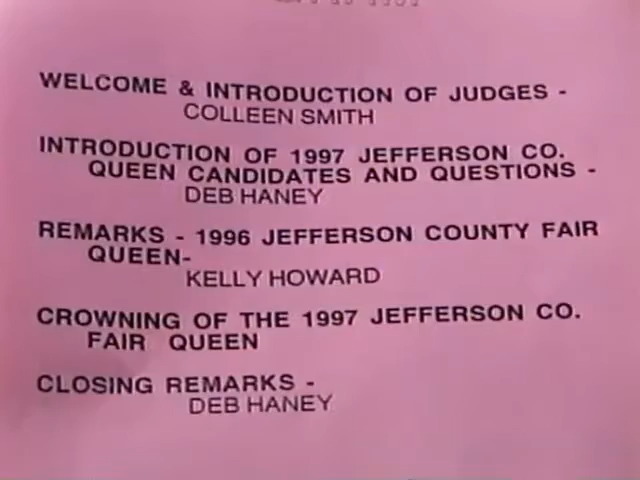 WELCOME & INTRODUCTION OF JUDGES -
COLLEEN SMITH
INTRODUCTION OF 1997 JEFFERSON CO.
QUEEN CANDIDATES AND QUESTIONS -
DEB HANEY
REMARKS - 1996 JEFFERSON COUNTY FAIR
QUEEN-
KELLY HOWARD
CROWNING OF THE 1997 JEFFERSON CO.
FAIR QUEEN
CLOSING REMARKS -
DEB HANEY